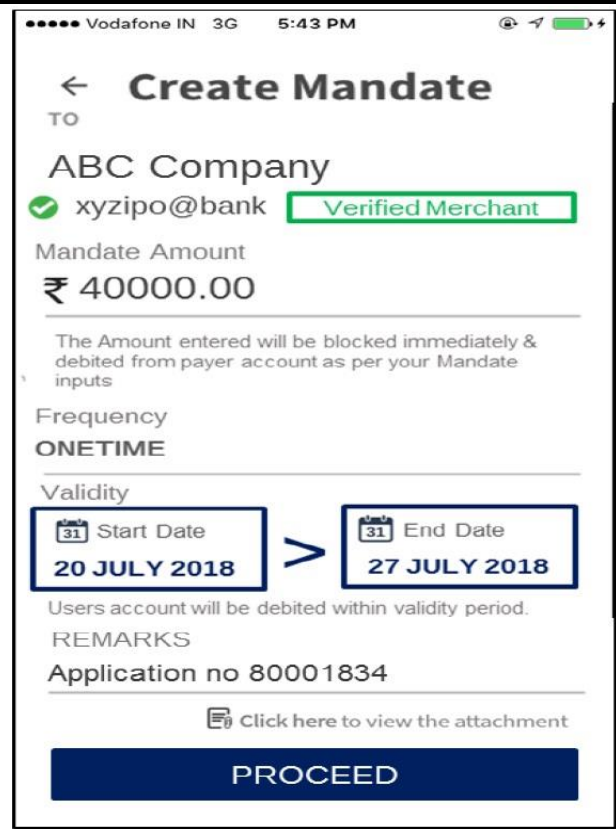 Vodafone IN 3G 5:43 PM
← Create Mandate
TO
ABC Company
xyzipo@bank Verified Merchant
Mandate Amount
₹ 40000.00
The Amount entered will be blocked immediately &
debited from payer account as per your Mandate
inputs
Frequency
ONETIME
Validity
31 Start Date > 31 End Date
20 JULY 2018 27 JULY 2018
Users account will be debited within validity period.
REMARKS
Application no 80001834
Click here to view the attachment
PROCEED